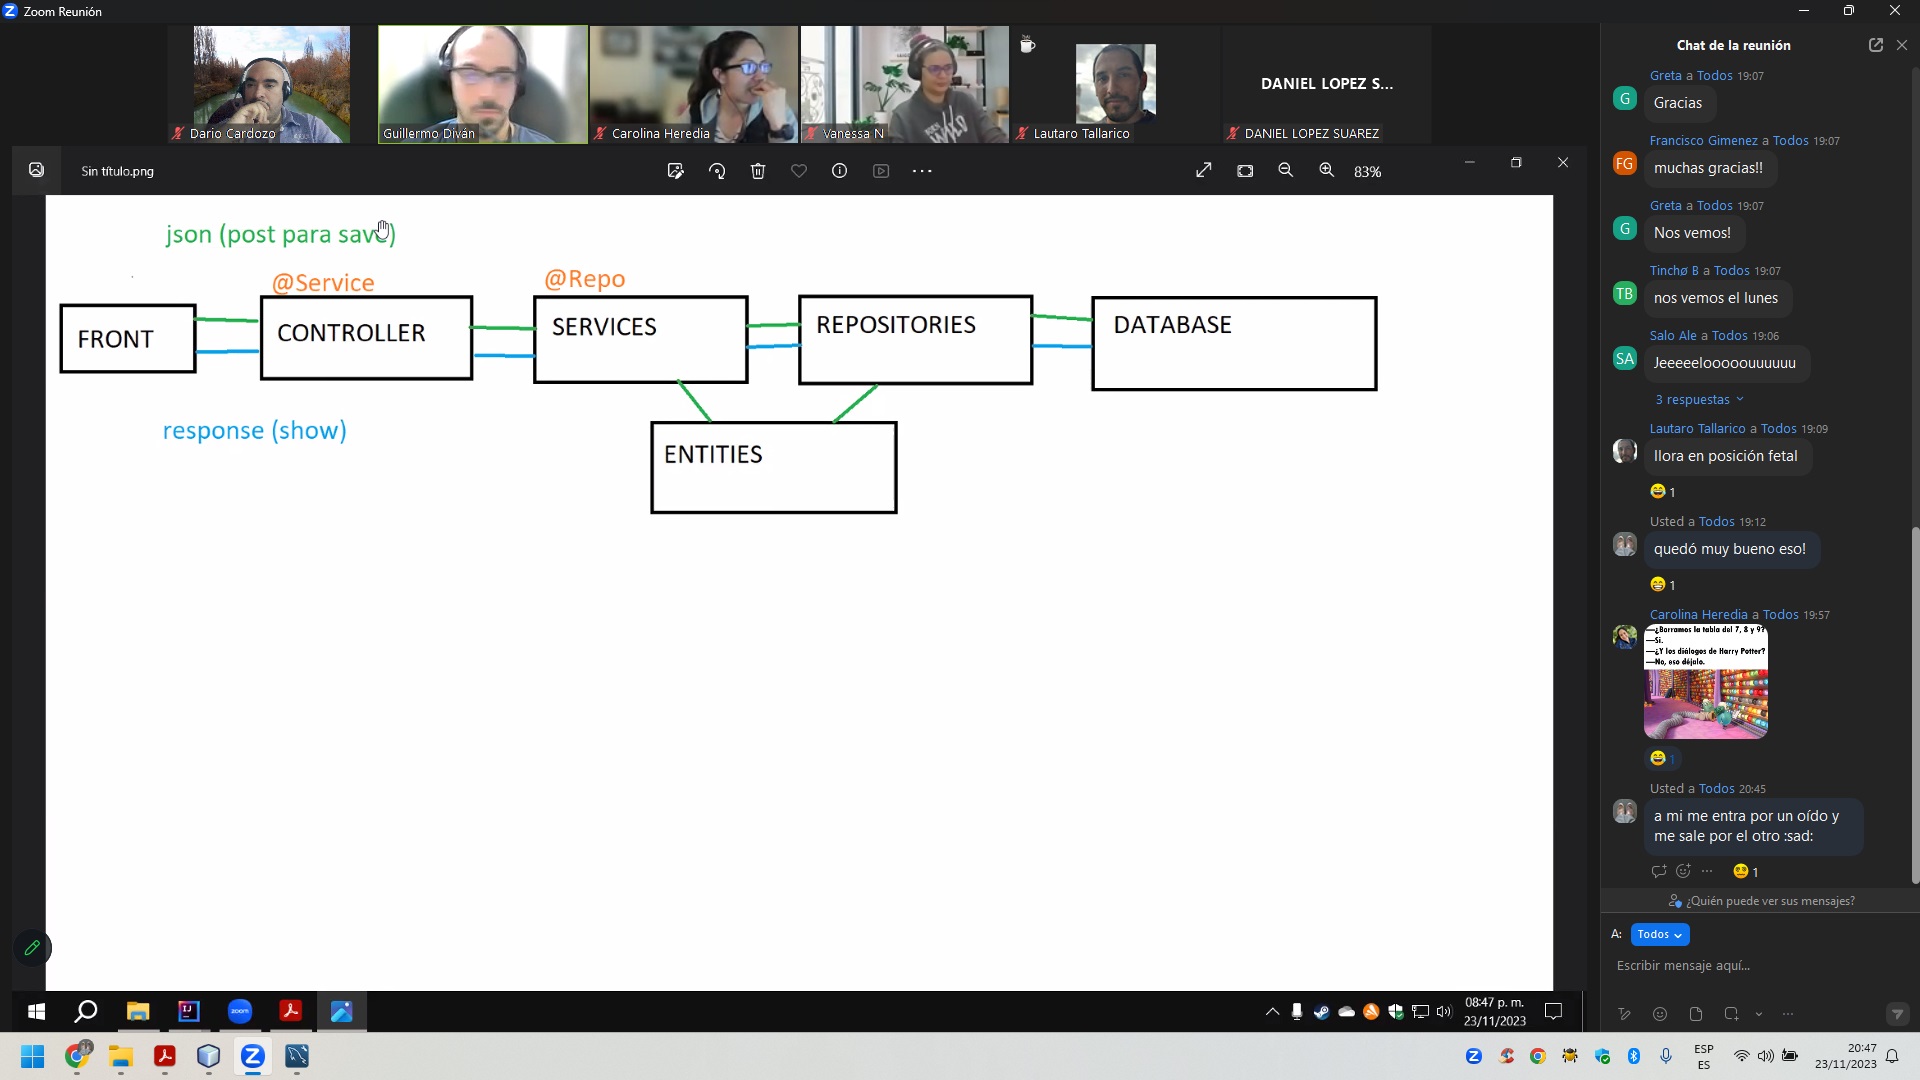 Zoom Reunión
Dario Cardozo
Guillermo Diván
Carolina Heredia
Vanessa N
Lautaro Tallarico
DANIEL LOPEZ S...
DANIEL LOPEZ SUAREZ
Sin título.png
83%
json (post para save)
@Service
@Repo
FRONT
CONTROLLER
SERVICES
REPOSITORIES
DATABASE
response (show)
ENTITIES
08:47 p. m.
23/11/2023
Chat de la reunión
Greta a Todos 19:07
G
Gracias
Francisco Gimenez a Todos 19:07
FG
muchas gracias!!
Greta a Todos 19:07
G
Nos vemos!
Tinchø B a Todos 19:07
TB
nos vemos el lunes
Salo Ale a Todos 19:06
SA
Jeeeeelooooouuuuuu
3 respuestas
Lautaro Tallarico a Todos 19:09
llora en posición fetal
1
Usted a Todos 19:12
quedó muy bueno eso!
1
Carolina Heredia a Todos 19:57
—¿Borramos la tabla del 7, 8 y 9?
—Si.
—¿Y los diálogos de Harry Potter?
—No, eso déjalo.
1
Usted a Todos 20:45
a mi me entra por un oído y
me sale por el otro :sad:
1
¿Quién puede ver sus mensajes?
A: Todos
Escribir mensaje aquí...
zoom
ESP
ES
20:47
23/11/2023